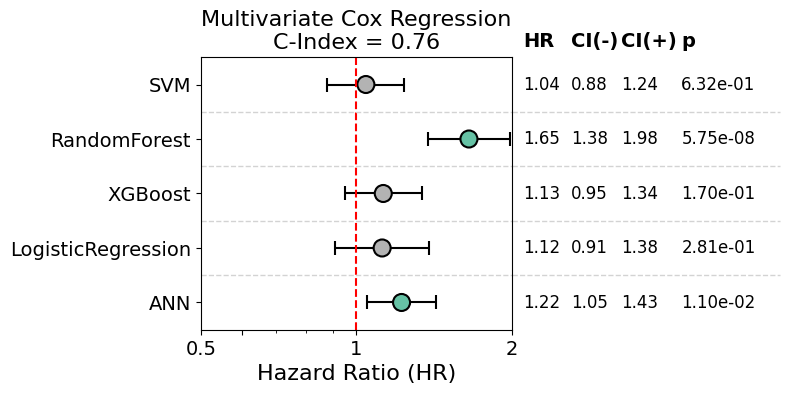 Multivariate Cox Regression
C-Index = 0.76
HR CI(-) CI(+) p
SVM 1.04 0.88 1.24 6.32e-01
RandomForest 1.65 1.38 1.98 5.75e-08
XGBoost 1.13 0.95 1.34 1.70e-01
LogisticRegression 1.12 0.91 1.38 2.81e-01
ANN 1.22 1.05 1.43 1.10e-02
0.5 1 2
Hazard Ratio (HR)